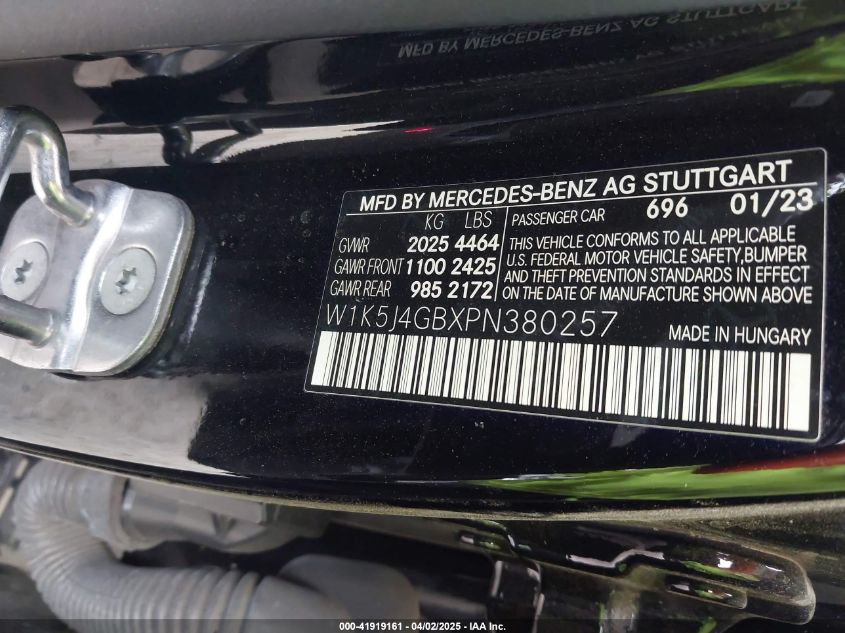 MFD BY MERCEDES-BENZ AG STUTTGART
MFD BY MERCEDES-BENZ AG STUTTGART
KG LBS
GVWR 2025 4464
GAWR FRONT 1100 2425
GAWR REAR 985 2172
PASSENGER CAR 696 01/23
THIS VEHICLE CONFORMS TO ALL APPLICABLE
U.S. FEDERAL MOTOR VEHICLE SAFETY,BUMPER
AND THEFT PREVENTION STANDARDS IN EFFECT
ON THE DATE OF MANUFACTURE SHOWN ABOVE
W1K5J4GBXPN380257
MADE IN HUNGARY
000-41919161 - 04/02/2025 - IAA Inc.